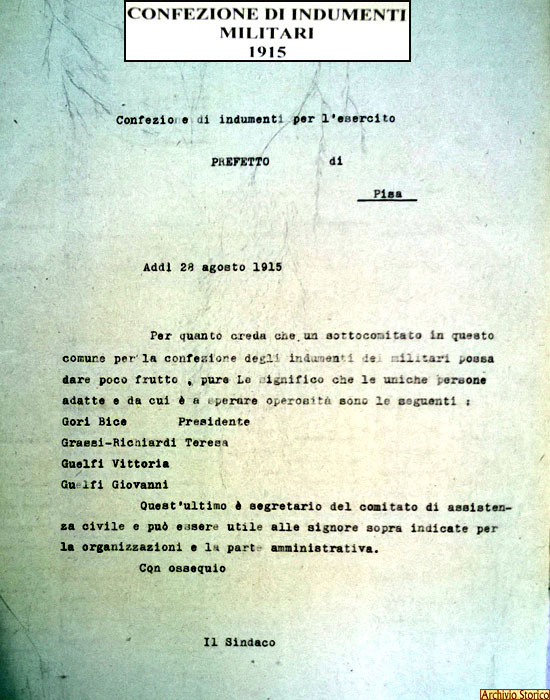 CONFEZIONE DI INDUMENTI
MILITARI
1915
Confezione di indumenti per l'esercito
PREFETTO di
Pisa
Addì 28 agosto 1915
Per quanto creda che un sottocomitato in questo
comune per la confezione degli indumenti dei militari possa
dare poco frutto , pure Le significo che le uniche persone
adatte e da cui è a sperare operosità sono le seguenti :
Gori Bice Presidente
Grassi-Richiardi Teresa
Guelfi Vittoria
Guelfi Giovanni
Quest'ultimo è segretario del comitato di assisten-
za civile e può essere utile alle signore sopra indicate per
la organizzazioni e la parte amministrativa.
Con ossequio
Il Sindaco
Archivio Storico